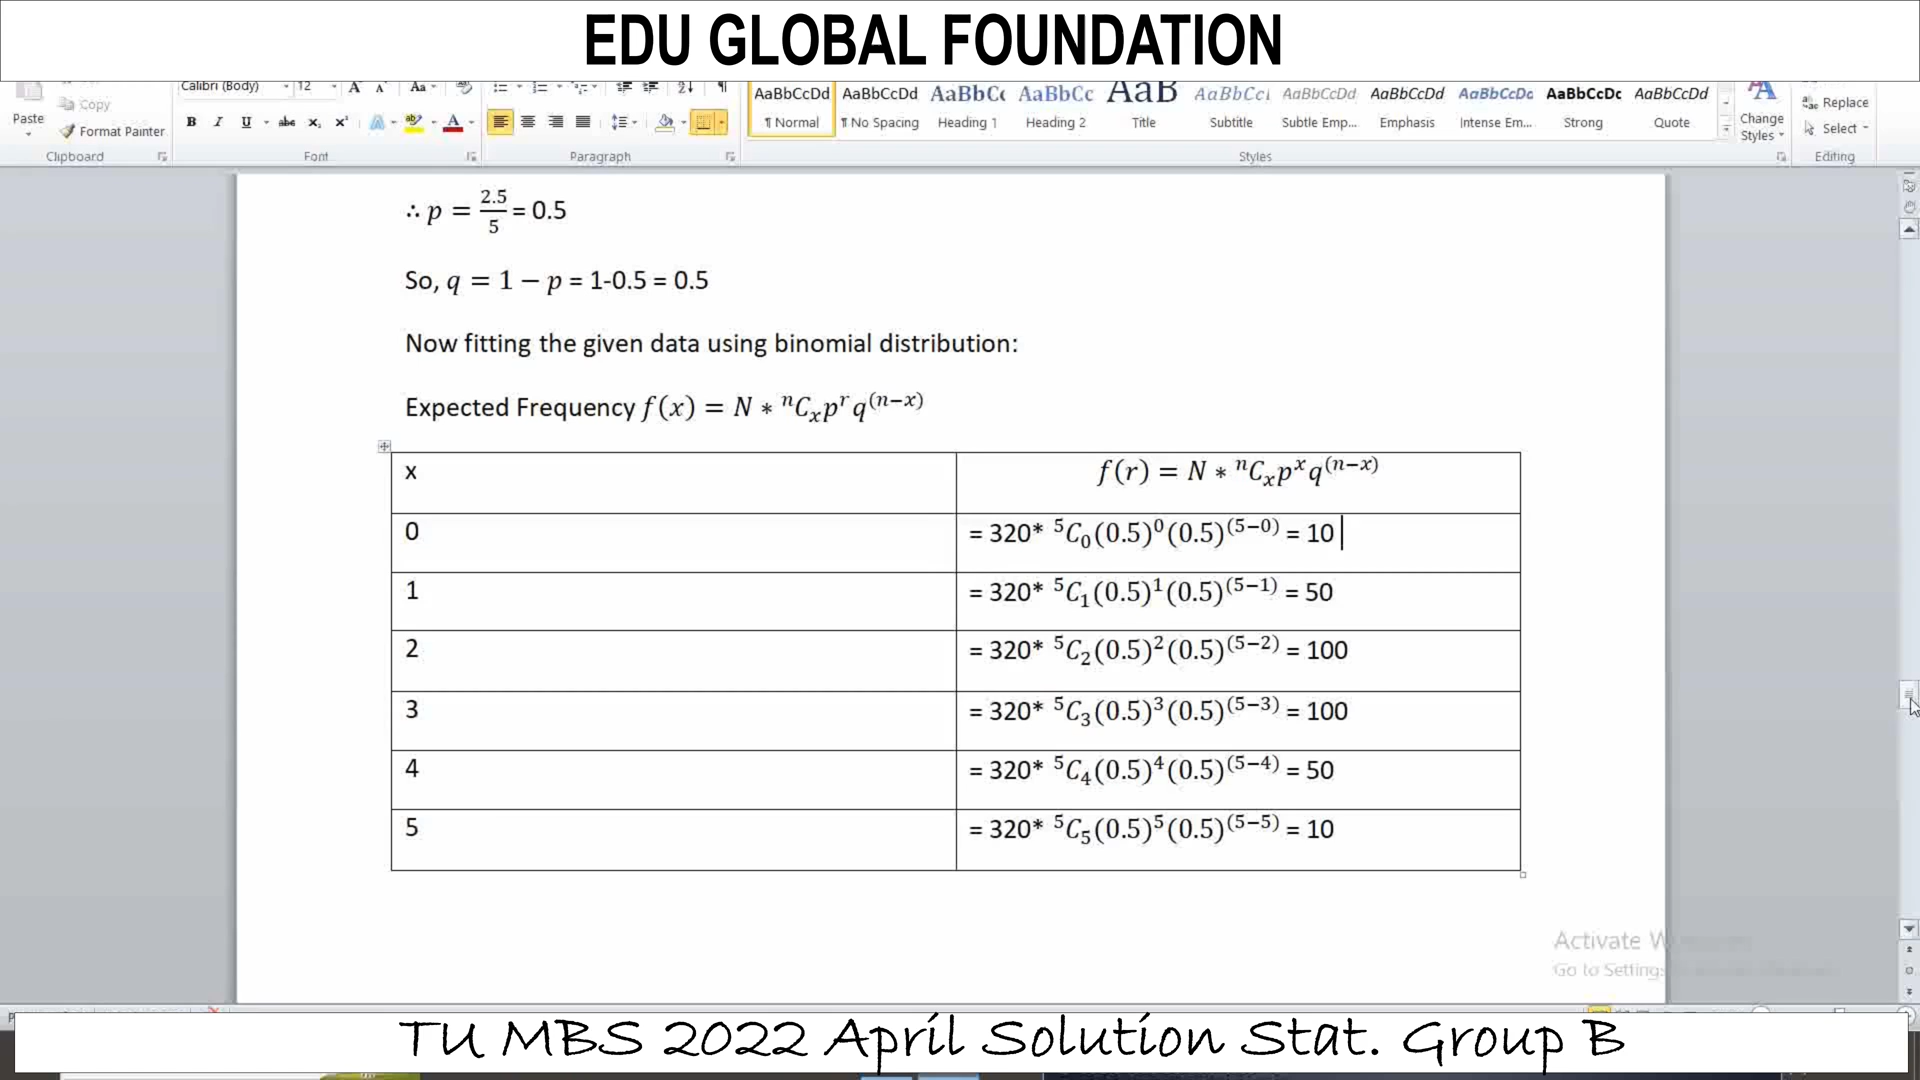 EDU GLOBAL FOUNDATION
Calibri (Body) 12 A A Aa
AaBbCcDd AaBbCcDd AaBbCc AaBbCc AaB AaBbCcI AaBbCcDd AaBbCcDd AaBbCcDc AaBbCcDc AaBbCcDd
Copy
Paste
Format Painter
B I U abc x₂ x² A ab A
¶ Normal ¶ No Spacing Heading 1 Heading 2 Title Subtitle Subtle Emp... Emphasis Intense Em... Strong Quote
Change Styles
Replace
Select
Clipboard Font Paragraph Styles Editing
∴ p = 2.5/5 = 0.5
So, q = 1 − p = 1-0.5 = 0.5
Now fitting the given data using binomial distribution:
Expected Frequency f(x) = N ∗ ⁿCₓpʳq⁽ⁿ⁻ˣ⁾
x f(r) = N ∗ ⁿCₓpˣq⁽ⁿ⁻ˣ⁾
0 = 320* ⁵C₀(0.5)⁰(0.5)⁽⁵⁻⁰⁾ = 10
1 = 320* ⁵C₁(0.5)¹(0.5)⁽⁵⁻¹⁾ = 50
2 = 320* ⁵C₂(0.5)²(0.5)⁽⁵⁻²⁾ = 100
3 = 320* ⁵C₃(0.5)³(0.5)⁽⁵⁻³⁾ = 100
4 = 320* ⁵C₄(0.5)⁴(0.5)⁽⁵⁻⁴⁾ = 50
5 = 320* ⁵C₅(0.5)⁵(0.5)⁽⁵⁻⁵⁾ = 10
Activate
Go to Setting
TU MBS 2022 April Solution Stat. Group B